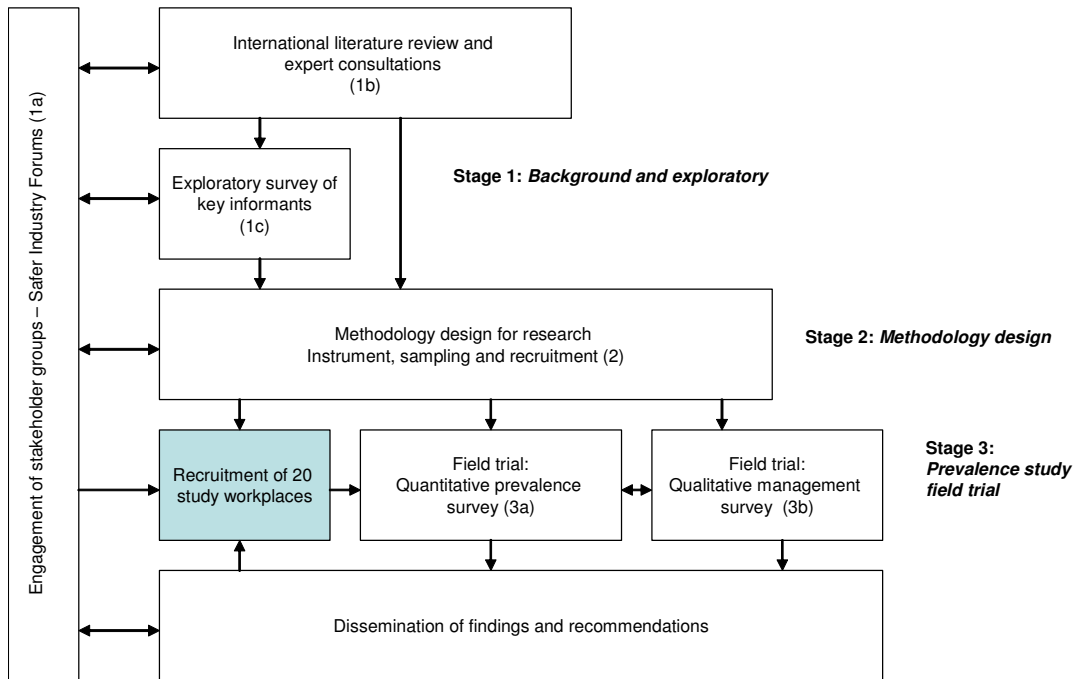 Engagement of stakeholder groups – Safer Industry Forums (1a)
International literature review and
expert consultations
(1b)
Exploratory survey of
key informants
(1c)
Stage 1: Background and exploratory
Methodology design for research
Instrument, sampling and recruitment (2)
Stage 2: Methodology design
Recruitment of 20
study workplaces
Field trial:
Quantitative prevalence
survey (3a)
Field trial:
Qualitative management
survey  (3b)
Stage 3:
Prevalence study
field trial
Dissemination of findings and recommendations